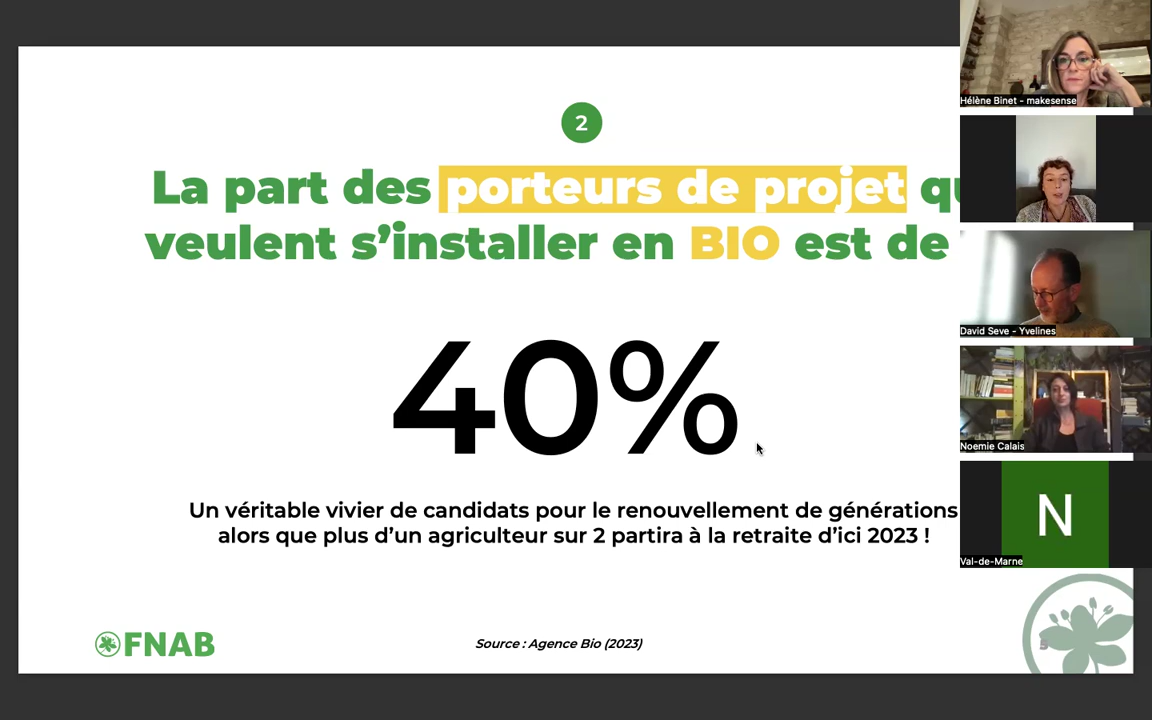 2
La part des porteurs de projet
veulent s’installer en BIO est de
40%
Un véritable vivier de candidats pour le renouvellement de générations
alors que plus d’un agriculteur sur 2 partira à la retraite d’ici 2023 !
FNAB
Source : Agence Bio (2023)
Hélène Binet - makesense
David Seve - Yvelines
Noemie Calais
N
Val-de-Marne